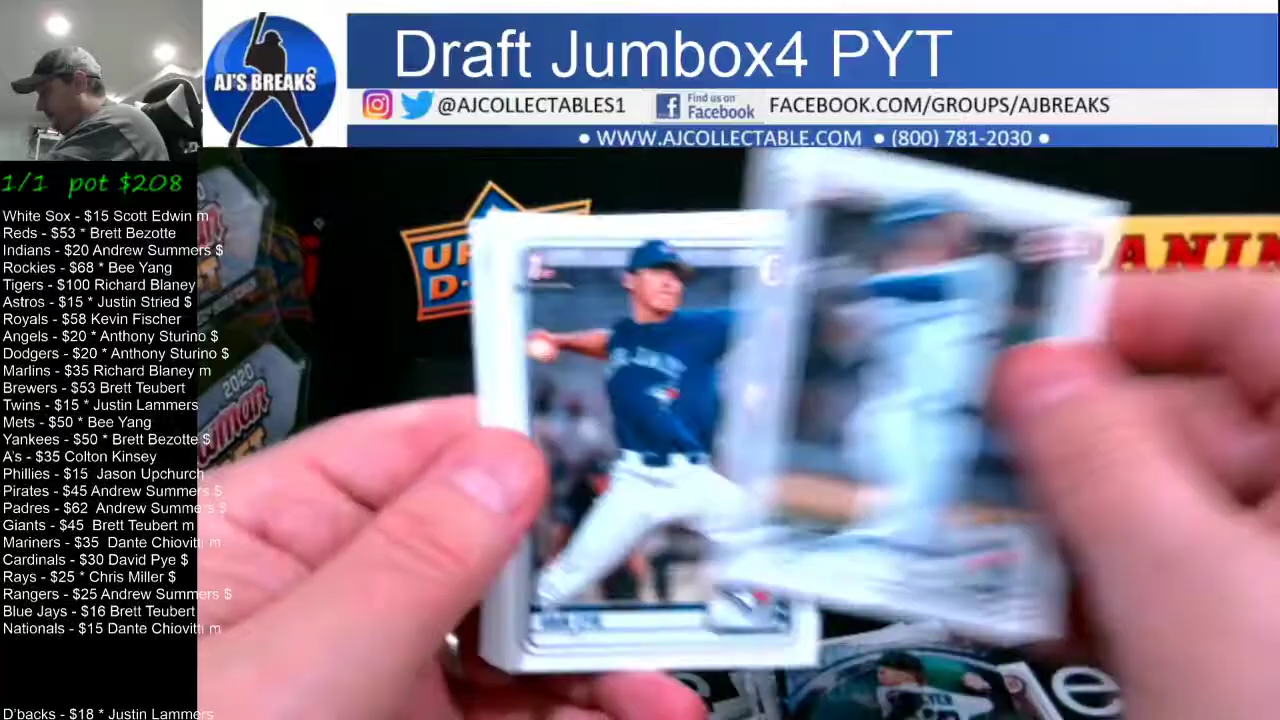 AJ'S BREAKS
Draft Jumbox4 PYT
@AJCOLLECTABLES1 Find us on Facebook FACEBOOK.COM/GROUPS/AJBREAKS
● WWW.AJCOLLECTABLE.COM ● (800) 781-2030 ●
1/1 pot $208
White Sox - $15 Scott Edwin m
Reds - $53 * Brett Bezotte
Indians - $20 Andrew Summers $
Rockies - $68 * Bee Yang
Tigers - $100 Richard Blaney
Astros - $15 * Justin Stried $
Royals - $58 Kevin Fischer
Angels - $20 * Anthony Sturino $
Dodgers - $20 * Anthony Sturino $
Marlins - $35 Richard Blaney m
Brewers - $53 Brett Teubert
Twins - $15 * Justin Lammers
Mets - $50 * Bee Yang
Yankees - $50 * Brett Bezotte $
A's - $35 Colton Kinsey
Phillies - $15 Jason Upchurch
Pirates - $45 Andrew Summers $
Padres - $62 Andrew Summers $
Giants - $45 Brett Teubert m
Mariners - $35 Dante Chiovitti m
Cardinals - $30 David Pye $
Rays - $25 * Chris Miller $
Rangers - $25 Andrew Summers $
Blue Jays - $16 Brett Teubert
Nationals - $15 Dante Chiovitti m
D'backs - $18 * Justin Lammers
UP
D
PANIN
2020